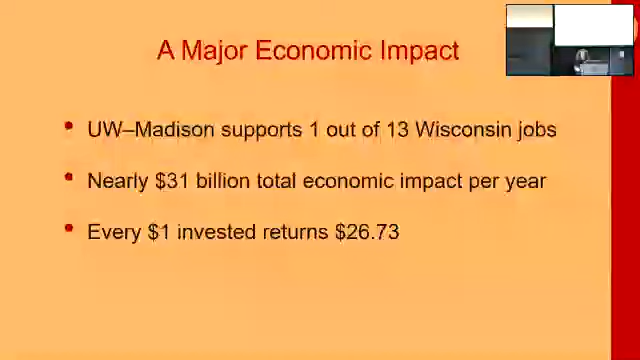 A Major Economic Impact
• UW–Madison supports 1 out of 13 Wisconsin jobs
• Nearly $31 billion total economic impact per year
• Every $1 invested returns $26.73